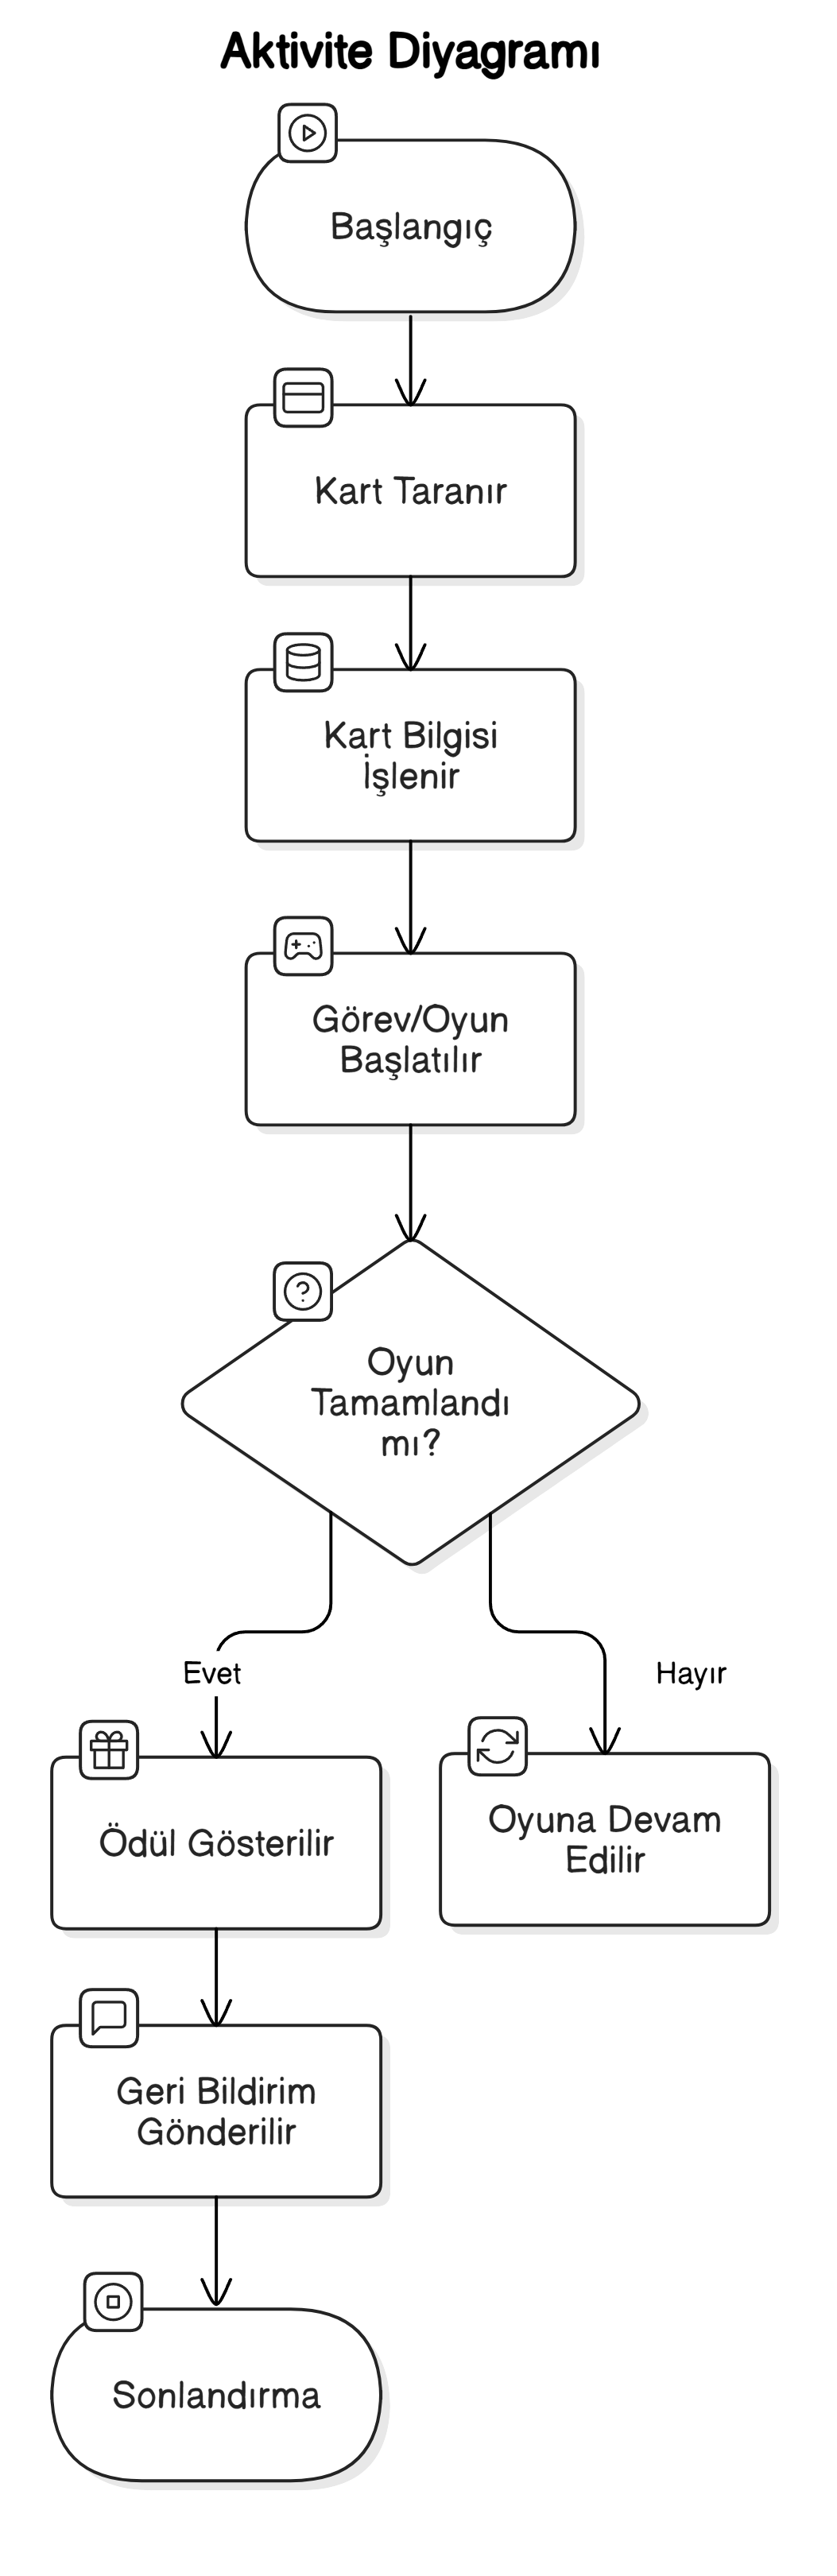 Aktivite Diyagramı
Başlangıç
Kart Taranır
Kart Bilgisi
İşlenir
Görev/Oyun
Başlatılır
Oyun
Tamamlandı
mı?
Evet
Hayır
Ödül Gösterilir
Oyuna Devam
Edilir
Geri Bildirim
Gönderilir
Sonlandırma